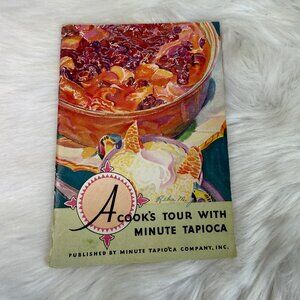 A COOK'S TOUR WITH
MINUTE TAPIOCA
PUBLISHED BY MINUTE TAPIOCA COMPANY, INC.